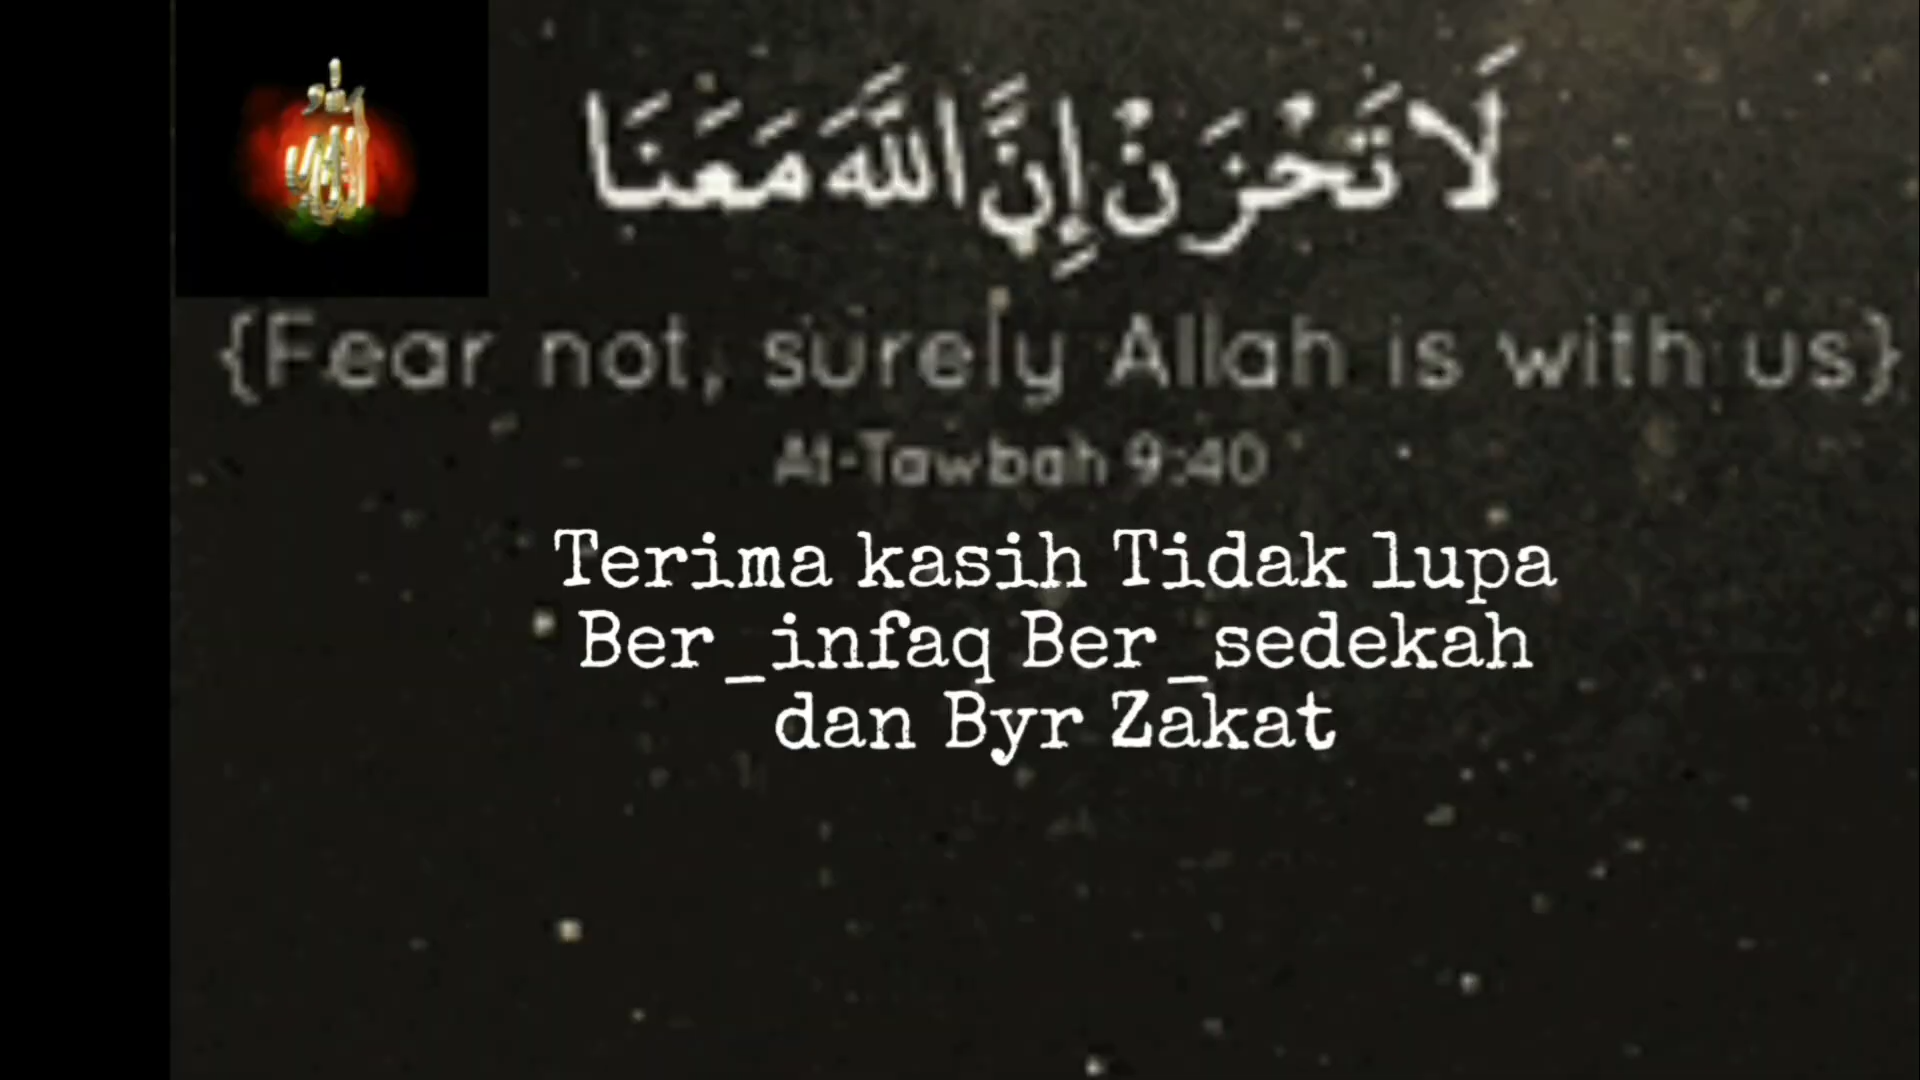 لَا تَحْزَنْ إِنَّ اللَّهَ مَعَنَا
{Fear not, surely Allah is with us}
At-Tawbah 9:40
Terima kasih Tidak lupa
Ber_infaq Ber_sedekah
dan Byr Zakat